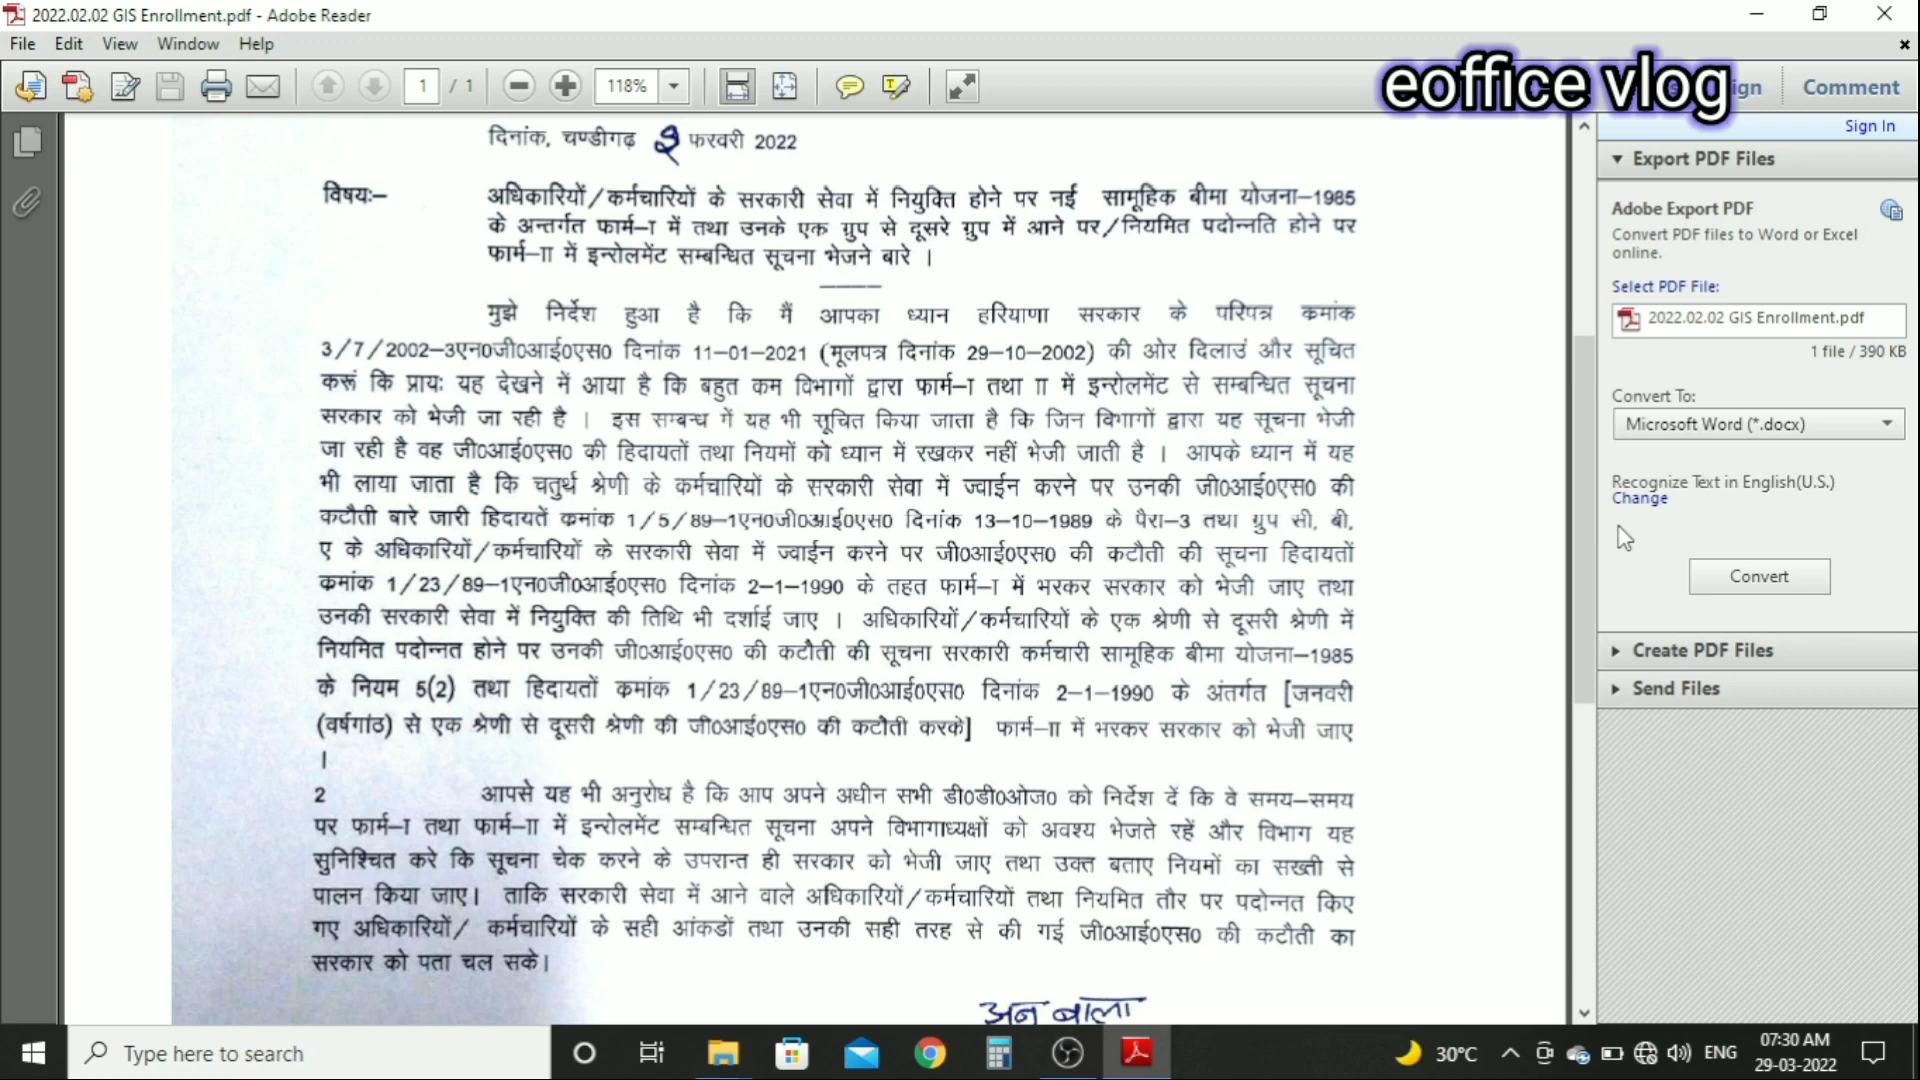 2022.02.02 GIS Enrollment.pdf - Adobe Reader
File Edit View Window Help
1 / 1 118% eoffice vlog Comment
Sign In
Export PDF Files
Adobe Export PDF
Convert PDF files to Word or Excel
online.
Select PDF File:
2022.02.02 GIS Enrollment.pdf
1 file / 390 KB
Convert To:
Microsoft Word (*.docx)
Recognize Text in English(U.S.)
Change
Convert
Create PDF Files
Send Files
दिनांक, चण्डीगढ़ 2 फरवरी 2022
विषयः– अधिकारियों/कर्मचारियों के सरकारी सेवा में नियुक्ति होने पर नई सामूहिक बीमा योजना–1985
के अन्तर्गत फार्म–I में तथा उनके एक ग्रुप से दूसरे ग्रुप में आने पर/नियमित पदोन्नति होने पर
फार्म–II में इन्रोलमेंट सम्बन्धित सूचना भेजने बारे ।
मुझे निर्देश हुआ है कि मैं आपका ध्यान हरियाणा सरकार के परिपत्र क्रमांक
3/7/2002–3एन0जी0आई0एस0 दिनांक 11–01–2021 (मूलपत्र दिनांक 29–10–2002) की ओर दिलाउं और सूचित
करूं कि प्रायः यह देखने में आया है कि बहुत कम विभागों द्वारा फार्म–I तथा II में इन्रोलमेंट से सम्बन्धित सूचना
सरकार को भेजी जा रही है । इस सम्बन्ध में यह भी सूचित किया जाता है कि जिन विभागों द्वारा यह सूचना भेजी
जा रही है वह जी0आई0एस0 की हिदायतों तथा नियमों को ध्यान में रखकर नहीं भेजी जाती है । आपके ध्यान में यह
भी लाया जाता है कि चतुर्थ श्रेणी के कर्मचारियों के सरकारी सेवा में ज्वाईन करने पर उनकी जी0आई0एस0 की
कटौती बारे जारी हिदायतें क्रमांक 1/5/89–1एन0जी0आई0एस0 दिनांक 13–10–1989 के पैरा–3 तथा ग्रुप सी, बी,
ए के अधिकारियों/कर्मचारियों के सरकारी सेवा में ज्वाईन करने पर जी0आई0एस0 की कटौती की सूचना हिदायतों
क्रमांक 1/23/89–1एन0जी0आई0एस0 दिनांक 2–1–1990 के तहत फार्म–I में भरकर सरकार को भेजी जाए तथा
उनकी सरकारी सेवा में नियुक्ति की तिथि भी दर्शाई जाए । अधिकारियों/कर्मचारियों के एक श्रेणी से दूसरी श्रेणी में
नियमित पदोन्नत होने पर उनकी जी0आई0एस0 की कटौती की सूचना सरकारी कर्मचारी सामूहिक बीमा योजना–1985
के नियम 5(2) तथा हिदायतों क्रमांक 1/23/89–1एन0जी0आई0एस0 दिनांक 2–1–1990 के अंतर्गत [जनवरी
(वर्षगांठ) से एक श्रेणी से दूसरी श्रेणी की जी0आई0एस0 की कटौती करके] फार्म–II में भरकर सरकार को भेजी जाए
।
2 आपसे यह भी अनुरोध है कि आप अपने अधीन सभी डी0डी0ओज0 को निर्देश दें कि वे समय–समय
पर फार्म–I तथा फार्म–II में इन्रोलमेंट सम्बन्धित सूचना अपने विभागाध्यक्षों को अवश्य भेजते रहें और विभाग यह
सुनिश्चित करे कि सूचना चेक करने के उपरान्त ही सरकार को भेजी जाए तथा उक्त बताए नियमों का सख्ती से
पालन किया जाए। ताकि सरकारी सेवा में आने वाले अधिकारियों/कर्मचारियों तथा नियमित तौर पर पदोन्नत किए
गए अधिकारियों/ कर्मचारियों के सही आंकडों तथा उनकी सही तरह से की गई जी0आई0एस0 की कटौती का
सरकार को पता चल सके।
बाला
Type here to search
30°C ENG 07:30 AM
29-03-2022